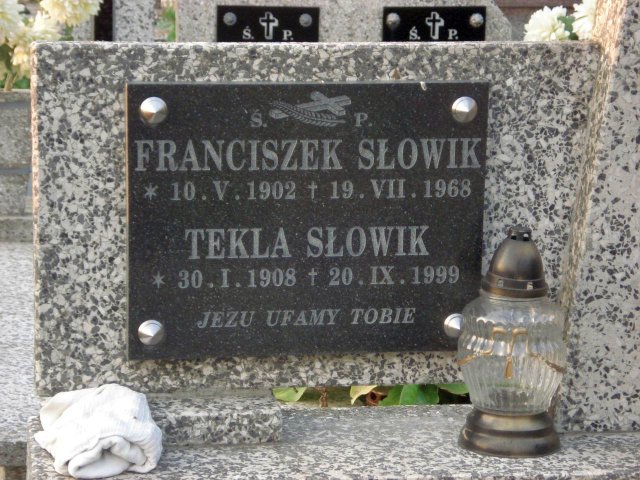 Ś. P.
Ś. P.
Ś. P.
FRANCISZEK SŁOWIK
* 10. V. 1902 † 19. VII. 1968
TEKLA SŁOWIK
* 30. I. 1908 † 20. IX. 1999
JEZU UFAMY TOBIE